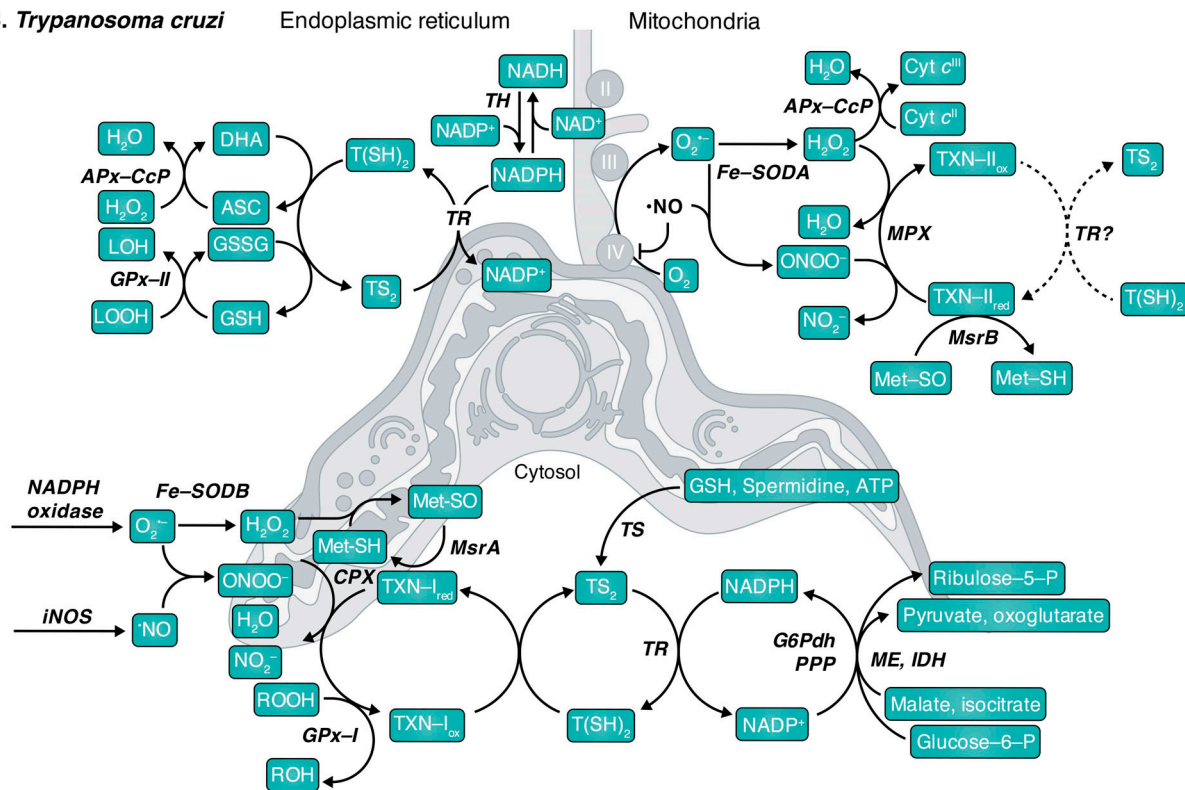 . Trypanosoma cruzi
Endoplasmic reticulum
Mitochondria
NADH
TH
NADP⁺
NAD⁺
NADPH
H₂O
DHA
T(SH)₂
APx–CcP
H₂O₂
ASC
TR
LOH
GSSG
GPx–II
TS₂
NADP⁺
LOOH
GSH
II
III
IV
H₂O
Cyt cᴵᴵᴵ
APx–CcP
Cyt cᴵᴵ
O₂•–
H₂O₂
Fe–SODA
TXN–IIox
TS₂
•NO
H₂O
MPX
TR?
ONOO–
O₂
TXN–IIred
T(SH)₂
NO₂–
MsrB
Met–SO
Met–SH
Cytosol
NADPH
oxidase
Fe–SODB
O₂•–
H₂O₂
Met-SO
Met-SH
MsrA
ONOO–
CPX
TXN–Ired
H₂O
iNOS
•NO
NO₂–
ROOH
TXN–Iox
GPx–I
ROH
GSH, Spermidine, ATP
TS
TS₂
NADPH
Ribulose–5–P
Pyruvate, oxoglutarate
TR
G6Pdh
PPP
ME, IDH
Malate, isocitrate
T(SH)₂
NADP⁺
Glucose–6–P